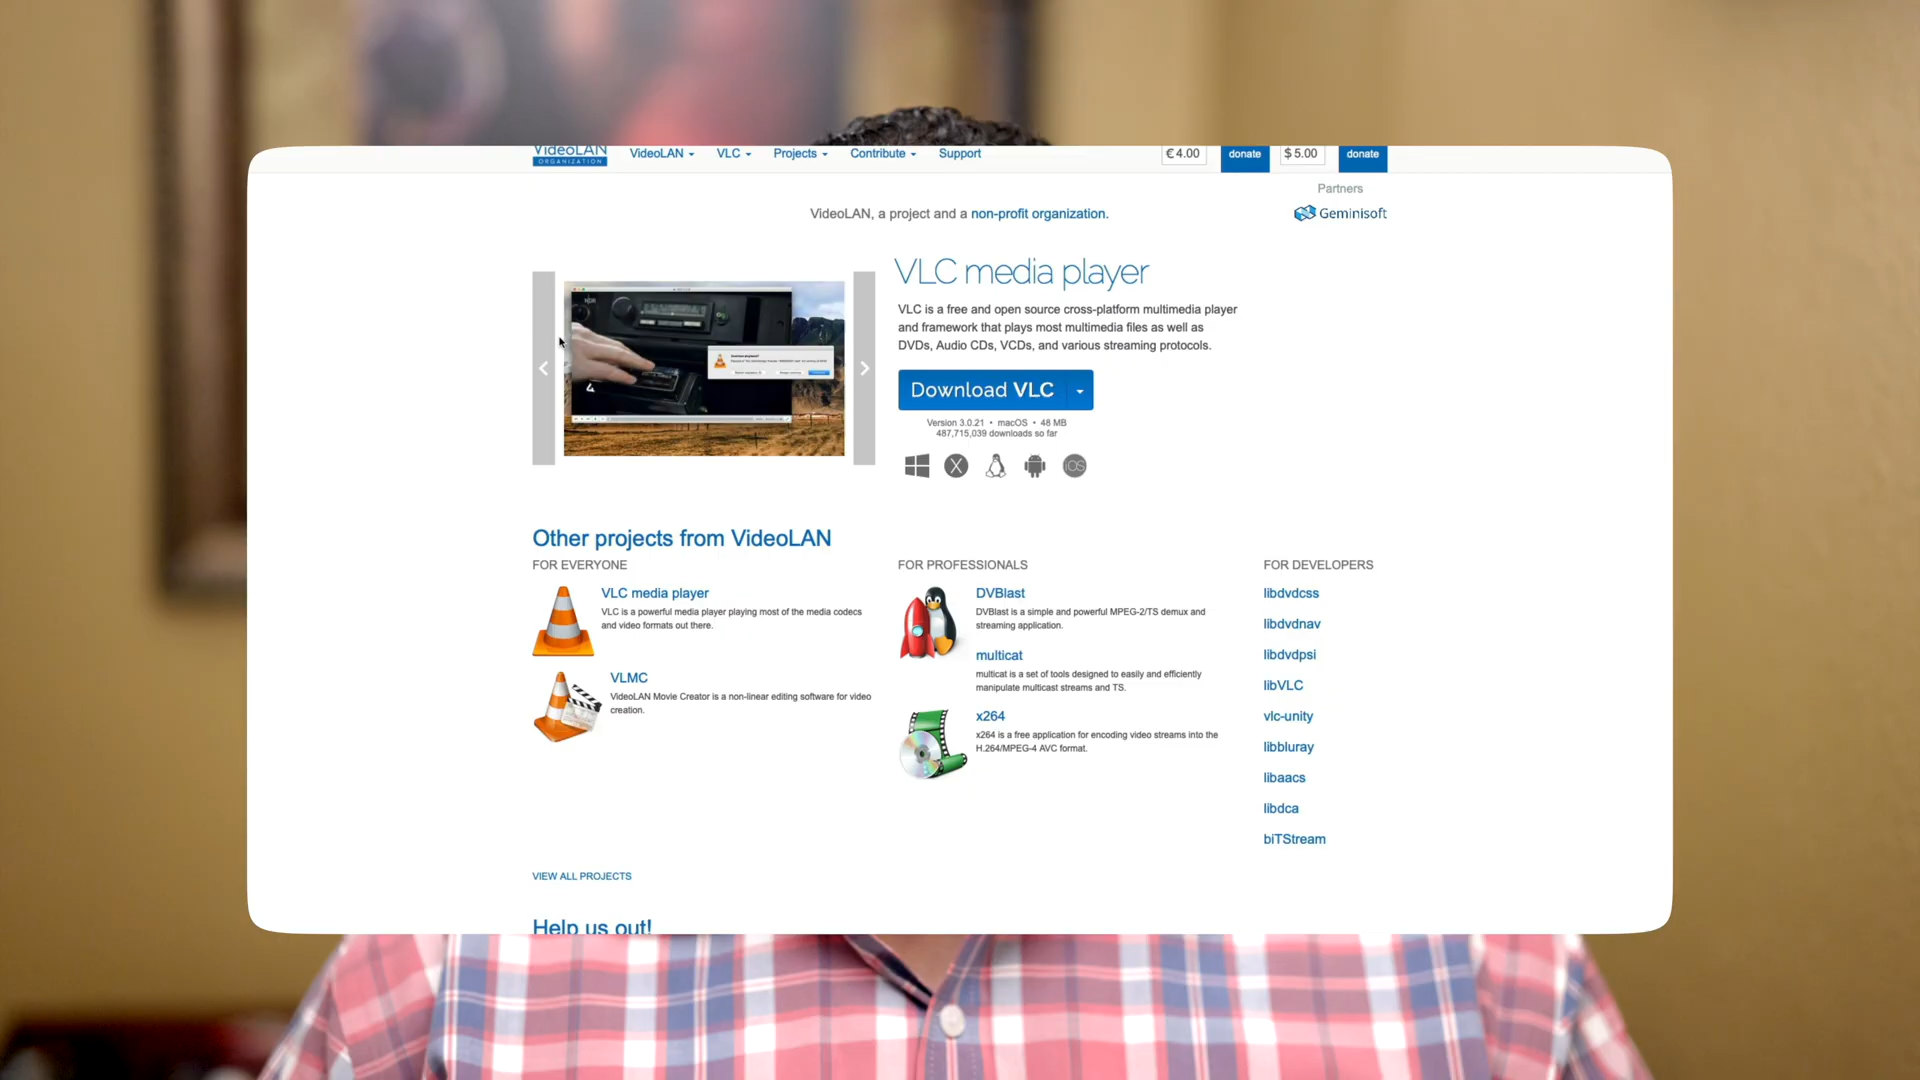 VideoLAN
ORGANIZATION
VideoLAN
VLC
Projects
Contribute
Support
€ 4.00
donate
$ 5.00
donate
Partners
VideoLAN, a project and a non-profit organization.
Geminisoft
VLC media player
VLC is a free and open source cross-platform multimedia player
and framework that plays most multimedia files as well as
DVDs, Audio CDs, VCDs, and various streaming protocols.
Download VLC
Version 3.0.21 • macOS • 48 MB
487,715,039 downloads so far
iOS
Other projects from VideoLAN
FOR EVERYONE
VLC media player
VLC is a powerful media player playing most of the media codecs
and video formats out there.
VLMC
VideoLAN Movie Creator is a non-linear editing software for video
creation.
FOR PROFESSIONALS
DVBlast
DVBlast is a simple and powerful MPEG-2/TS demux and
streaming application.
multicat
multicat is a set of tools designed to easily and efficiently
manipulate multicast streams and TS.
x264
x264 is a free application for encoding video streams into the
H.264/MPEG-4 AVC format.
FOR DEVELOPERS
libdvdcss
libdvdnav
libdvdpsi
libVLC
vlc-unity
libbluray
libaacs
libdca
biTStream
VIEW ALL PROJECTS
Help us out!